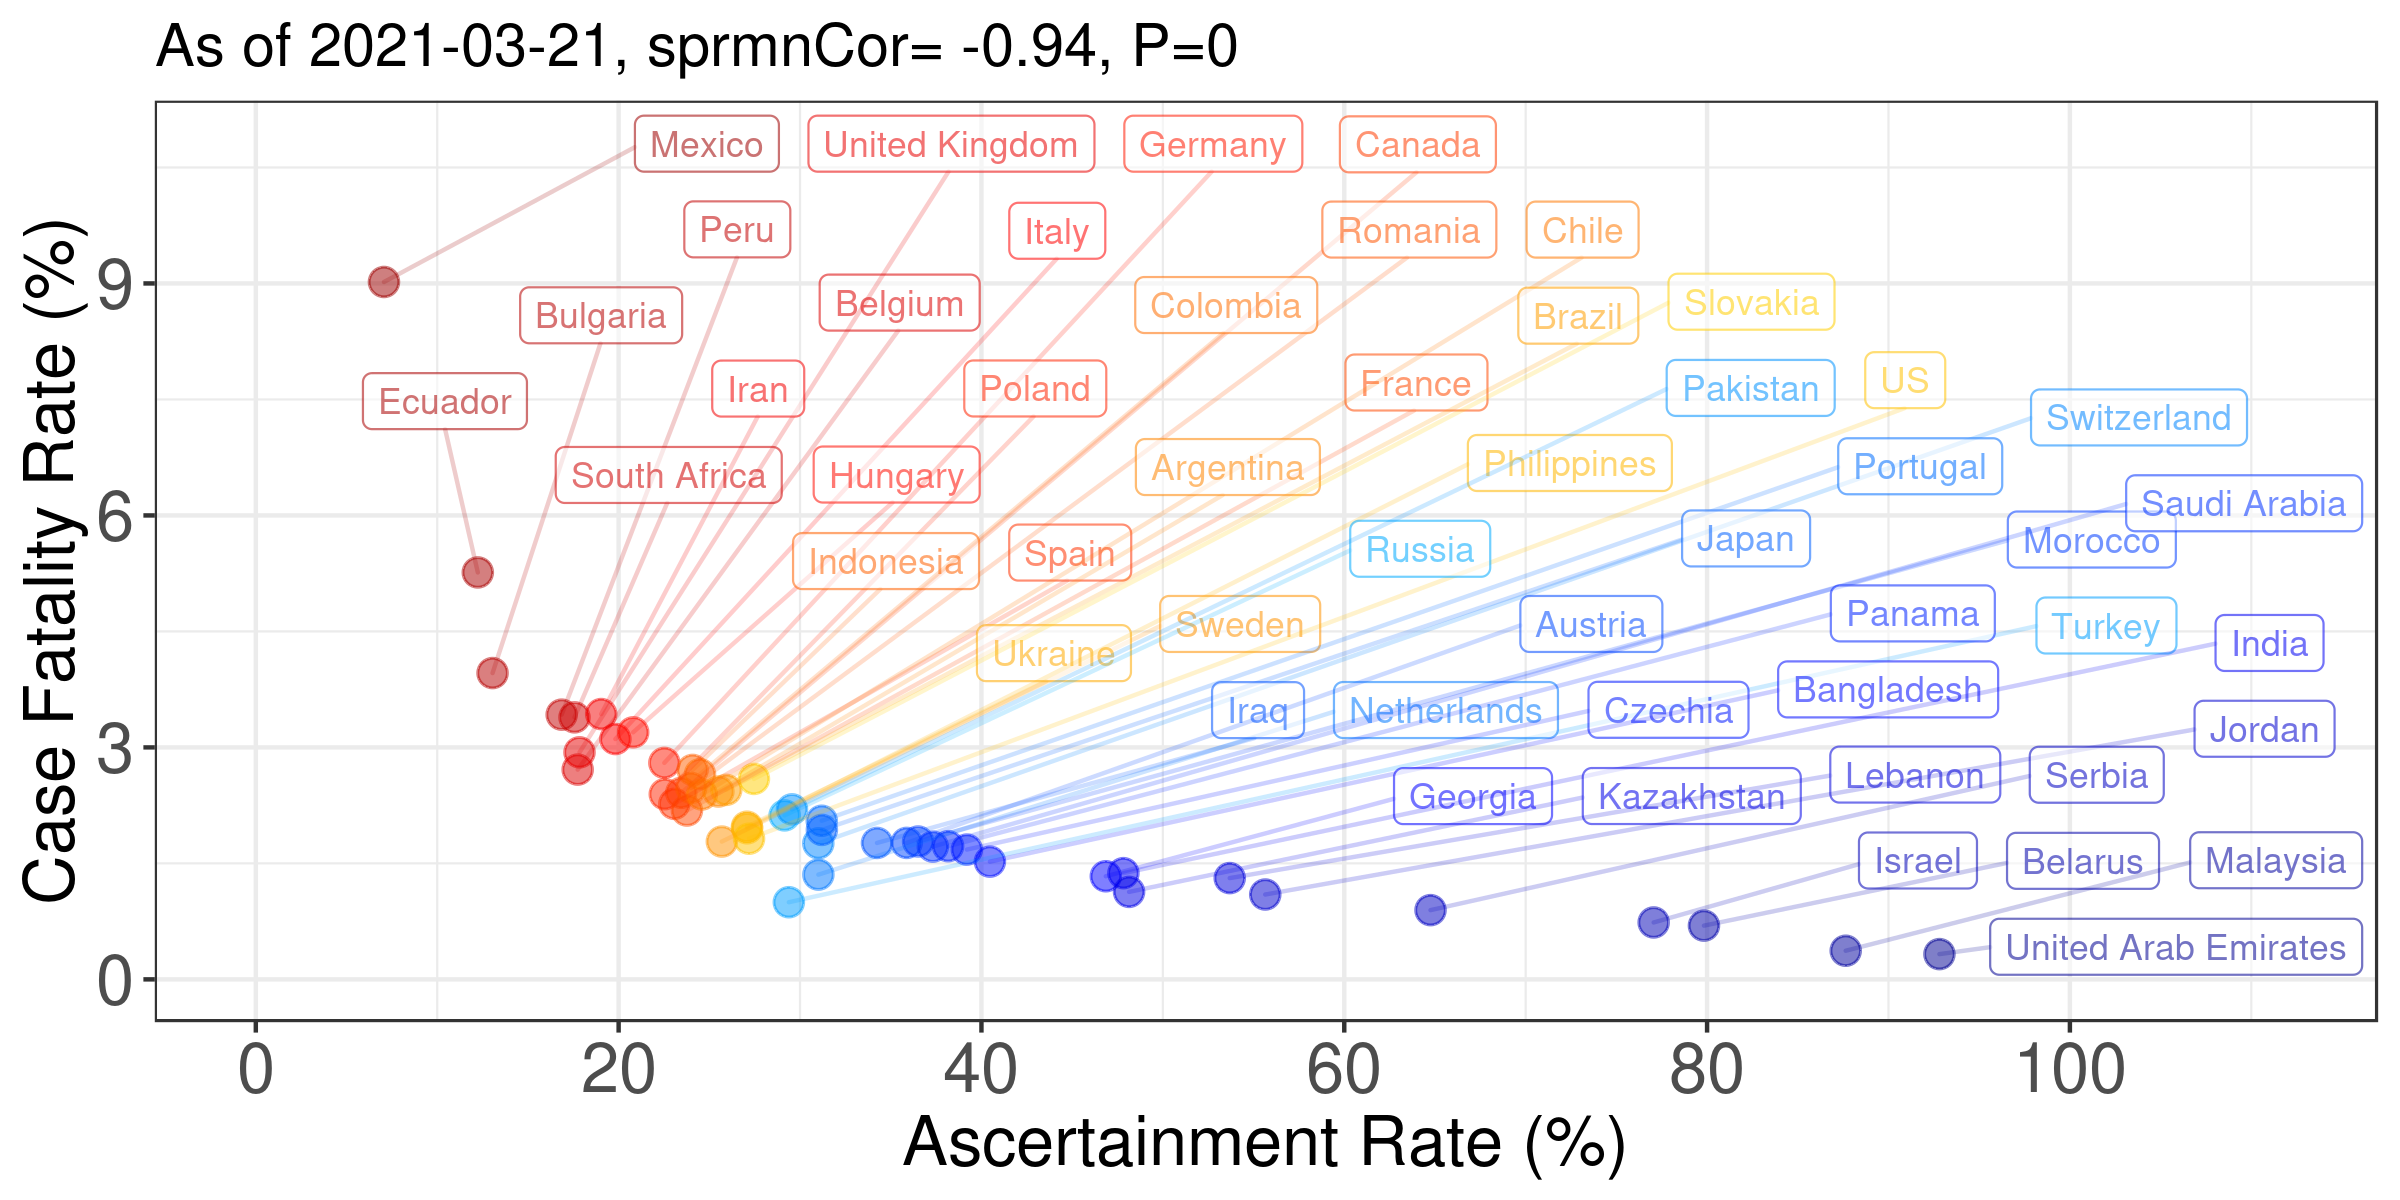 As of 2021-03-21, sprmnCor= -0.94, P=0
Mexico
United Kingdom
Germany
Canada
Peru
Italy
Romania
Chile
Bulgaria
Belgium
Colombia
Brazil
Slovakia
Ecuador
Iran
Poland
France
Pakistan
US
Switzerland
South Africa
Hungary
Argentina
Philippines
Portugal
Saudi Arabia
Indonesia
Spain
Russia
Japan
Morocco
Ukraine
Sweden
Austria
Panama
Turkey
India
Iraq
Netherlands
Czechia
Bangladesh
Jordan
Georgia
Kazakhstan
Lebanon
Serbia
Israel
Belarus
Malaysia
United Arab Emirates
Case Fatality Rate (%)
9
6
3
0
0
20
40
60
80
100
Ascertainment Rate (%)